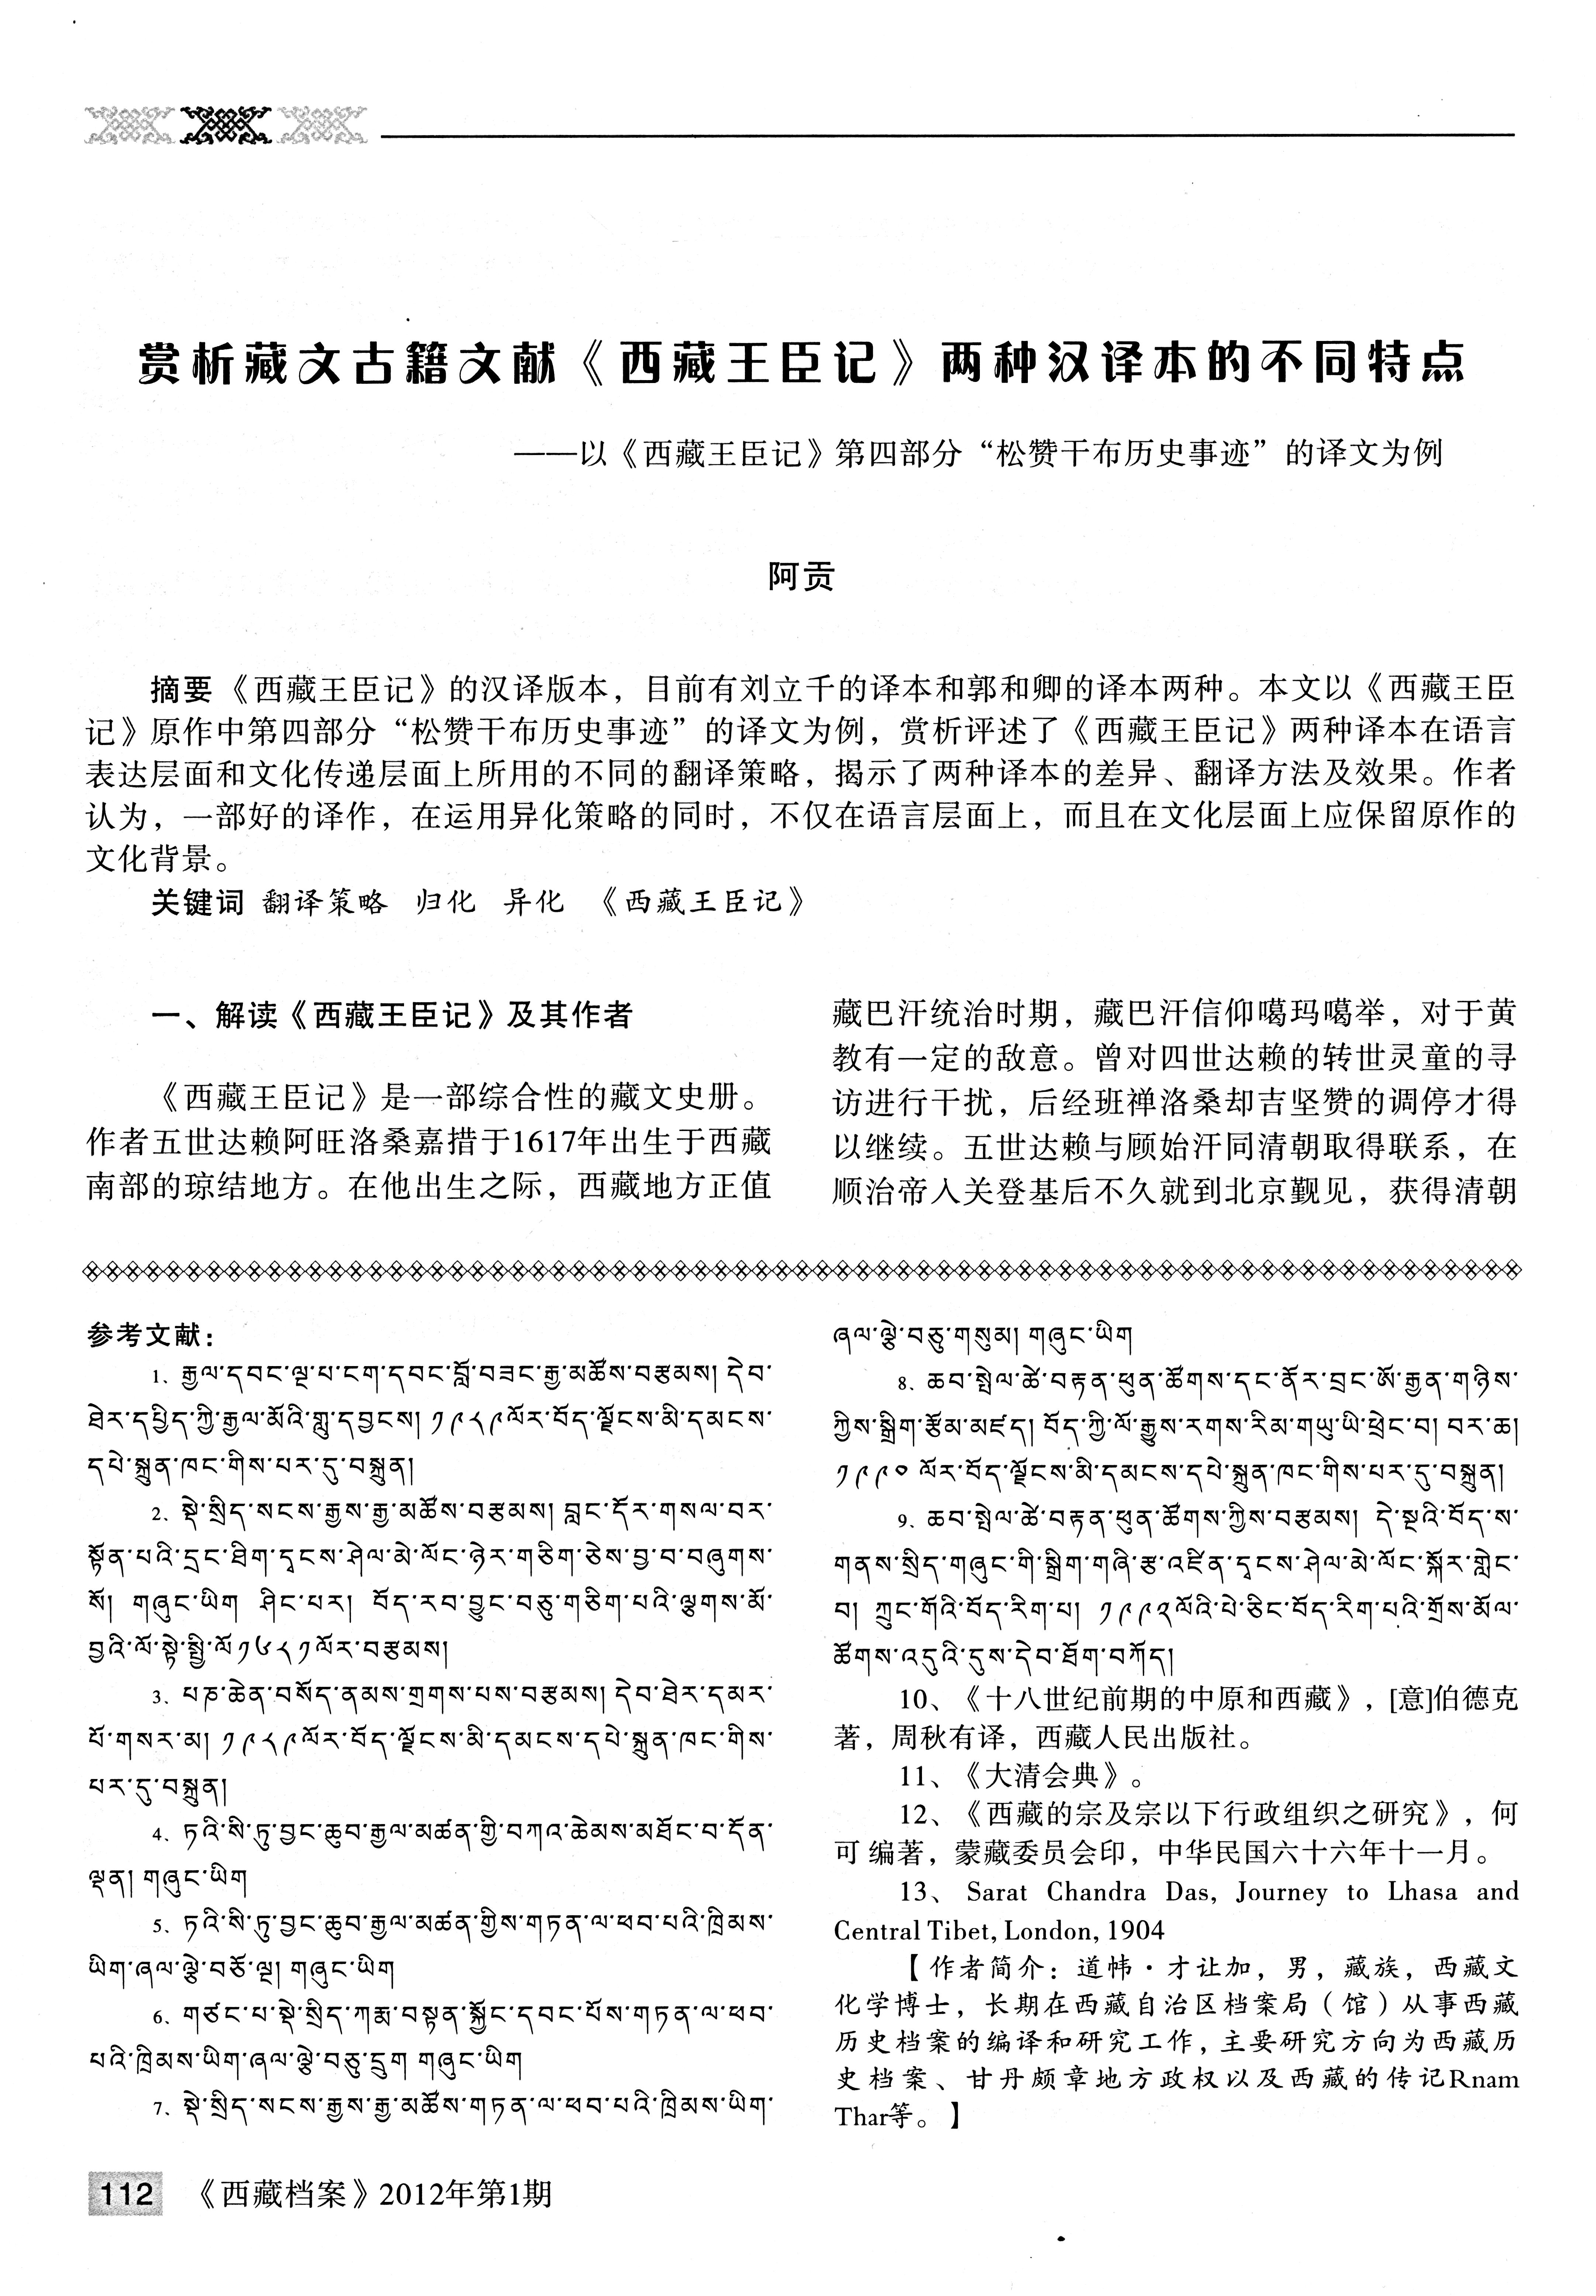 赏析藏文古籍文献《西藏王臣记》两种汉译本的不同特点
——以《西藏王臣记》第四部分“松赞干布历史事迹”的译文为例
阿贡
摘要 《西藏王臣记》的汉译版本，目前有刘立千的译本和郭和卿的译本两种。本文以《西藏王臣
记》原作中第四部分“松赞干布历史事迹”的译文为例，赏析评述了《西藏王臣记》两种译本在语言
表达层面和文化传递层面上所用的不同的翻译策略，揭示了两种译本的差异、翻译方法及效果。作者
认为，一部好的译作，在运用异化策略的同时，不仅在语言层面上，而且在文化层面上应保留原作的
文化背景。
关键词 翻译策略 归化 异化 《西藏王臣记》
一、解读《西藏王臣记》及其作者
《西藏王臣记》是一部综合性的藏文史册。
作者五世达赖阿旺洛桑嘉措于1617年出生于西藏
南部的琼结地方。在他出生之际，西藏地方正值
藏巴汗统治时期，藏巴汗信仰噶玛噶举，对于黄
教有一定的敌意。曾对四世达赖的转世灵童的寻
访进行干扰，后经班禅洛桑却吉坚赞的调停才得
以继续。五世达赖与顾始汗同清朝取得联系，在
顺治帝入关登基后不久就到北京觐见，获得清朝
参考文献：
1、རྒྱལ་དབང་ལྔ་པ་ངག་དབང་བློ་བཟང་རྒྱ་མཚོས་བརྩམས། དེབ་
ཐེར་དཔྱིད་ཀྱི་རྒྱལ་མོའི་གླུ་དབྱངས། ༡༩༨༩ལོར་བོད་ལྗོངས་མི་དམངས་
དཔེ་སྐྲུན་ཁང་གིས་པར་དུ་བསྐྲུན།
2、སྡེ་སྲིད་སངས་རྒྱས་རྒྱ་མཚོས་བརྩམས། བླང་དོར་གསལ་བར་
སྟོན་པའི་དྲང་ཐིག་དྭངས་ཤེལ་མེ་ལོང་ཉེར་གཅིག་ཅེས་བྱ་བ་བཞུགས་
སོ། གཞུང་ཡིག ཤིང་པར། བོད་རབ་བྱུང་བཅུ་གཅིག་པའི་ལྕགས་མོ་
བྱའི་ལོ་སྟེ་སྤྱི་ལོ༡༦༨༡ལོར་བརྩམས།
3、པཎ་ཆེན་བསོད་ནམས་གྲགས་པས་བརྩམས། དེབ་ཐེར་དམར་
པོ་གསར་མ། ༡༩༨༩ལོར་བོད་ལྗོངས་མི་དམངས་དཔེ་སྐྲུན་ཁང་གིས་
པར་དུ་བསྐྲུན།
4、ཏཱའི་སི་ཏུ་བྱང་ཆུབ་རྒྱལ་མཚན་གྱི་བཀའ་ཆེམས་མཐོང་བ་དོན་
ལྡན། གཞུང་ཡིག
5、ཏཱའི་སི་ཏུ་བྱང་ཆུབ་རྒྱལ་མཚན་གྱིས་གཏན་ལ་ཕབ་པའི་ཁྲིམས་
ཡིག་ཞལ་ལྕེ་བཅོ་ལྔ། གཞུང་ཡིག
6、གཙང་པ་སྡེ་སྲིད་ཀརྨ་བསྟན་སྐྱོང་དབང་པོས་གཏན་ལ་ཕབ་
པའི་ཁྲིམས་ཡིག་ཞལ་ལྕེ་བཅུ་དྲུག གཞུང་ཡིག
7、སྡེ་སྲིད་སངས་རྒྱས་རྒྱ་མཚོས་གཏན་ལ་ཕབ་པའི་ཁྲིམས་ཡིག་
ཞལ་ལྕེ་བཅུ་གསུམ། གཞུང་ཡིག
8、ཆབ་སྤེལ་ཚེ་བརྟན་ཕུན་ཚོགས་དང་ནོར་བྲང་ཨོ་རྒྱན་གཉིས་
ཀྱིས་སྒྲིག་རྩོམ་མཛད། བོད་ཀྱི་ལོ་རྒྱུས་རགས་རིམ་གཡུ་ཡི་ཕྲེང་བ། བར་ཆ།
༡༩༩༠ ལོར་བོད་ལྗོངས་མི་དམངས་དཔེ་སྐྲུན་ཁང་གིས་པར་དུ་བསྐྲུན།
9、ཆབ་སྤེལ་ཚེ་བརྟན་ཕུན་ཚོགས་ཀྱིས་བརྩམས། དེ་སྔའི་བོད་ས་
གནས་སྲིད་གཞུང་གི་སྒྲིག་གཞི་རྩ་འཛིན་དྭངས་ཤེལ་མེ་ལོང་སྐོར་གླེང་
བ། ཀྲུང་གོའི་བོད་རིག་པ། ༡༩༩༢ལོའི་པེ་ཅིང་བོད་རིག་པའི་གྲོས་མོལ་
ཚོགས་འདུའི་དུས་དེབ་ཐོག་བཀོད།
10、《十八世纪前期的中原和西藏》，[意]伯德克
著，周秋有译，西藏人民出版社。
11、《大清会典》。
12、《西藏的宗及宗以下行政组织之研究》，何
可 编著，蒙藏委员会印，中华民国六十六年十一月。
13、 Sarat Chandra Das, Journey to Lhasa and
Central Tibet, London, 1904
【作者简介：道帏·才让加，男，藏族，西藏文
化学博士，长期在西藏自治区档案局（馆）从事西藏
历史档案的编译和研究工作，主要研究方向为西藏历
史档案、甘丹颇章地方政权以及西藏的传记Rnam
Thar等。】
112 《西藏档案》2012年第1期